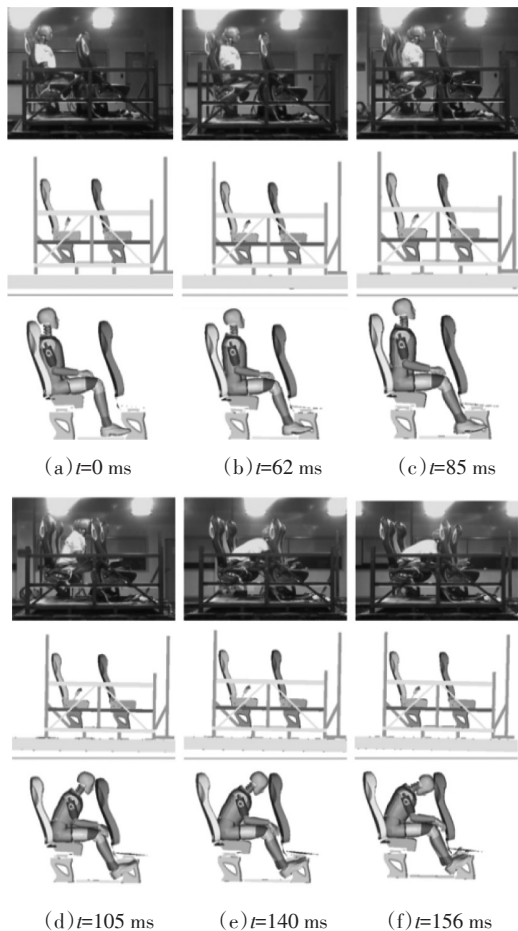 (a)t=0 ms
(b)t=62 ms
(c)t=85 ms
(d)t=105 ms
(e)t=140 ms
(f)t=156 ms